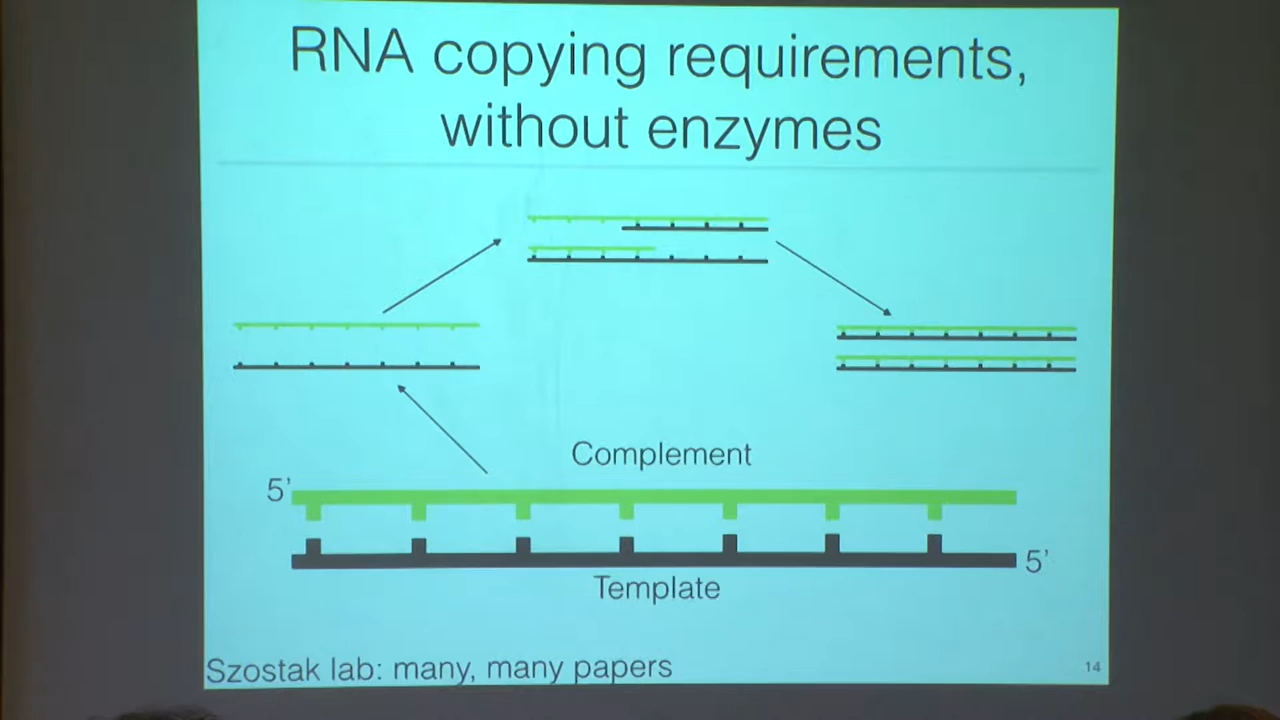 RNA copying requirements,
without enzymes
Complement
5'
5'
Template
Szostak lab: many, many papers
14